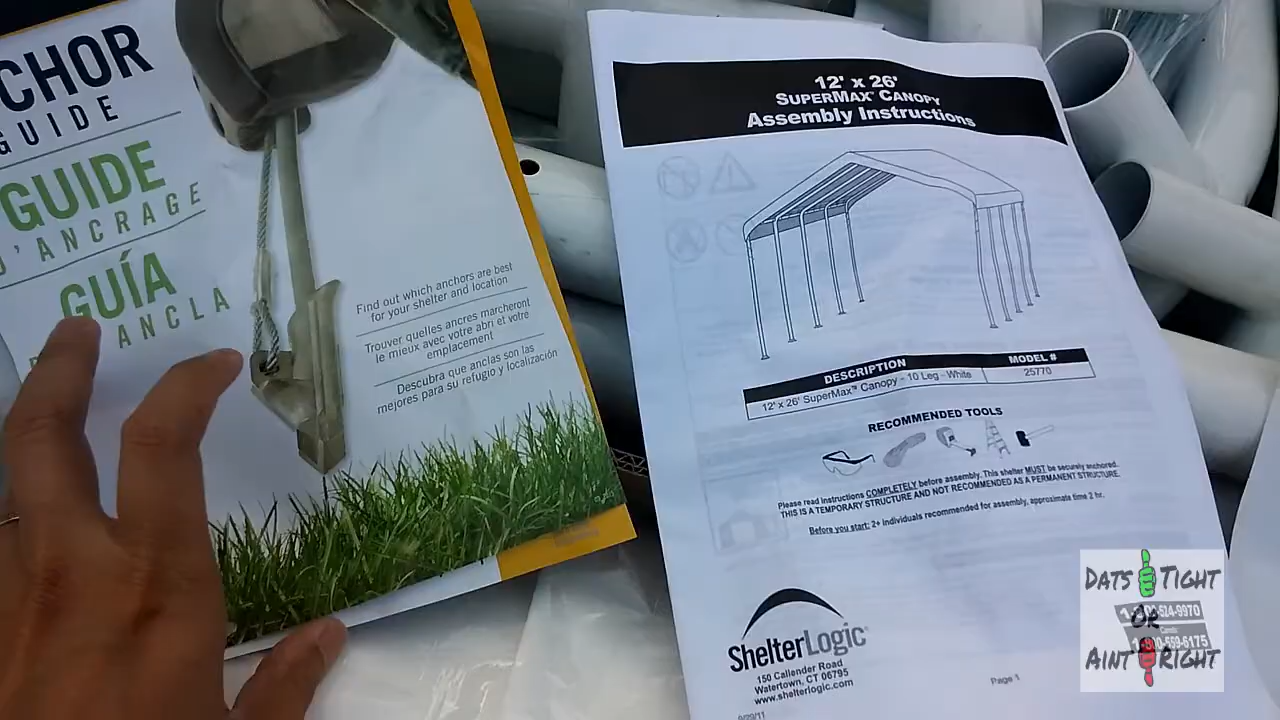 CHOR
GUIDE
GUIDE
D'ANCRAGE
GUÍA
ANCLA
Find out which anchors are best
for your shelter and location
Trouver quelles ancres marcheront
le mieux avec votre abri et votre
emplacement
Descubra que anclas son las
mejores para su refugio y localización
12' x 26'
SUPERMAX® CANOPY
Assembly Instructions
DESCRIPTION MODEL #
12' x 26' SuperMax™ Canopy - 10 Leg - White 25770
RECOMMENDED TOOLS
Please read instructions COMPLETELY before assembly. This shelter MUST be securely anchored.
THIS IS A TEMPORARY STRUCTURE AND NOT RECOMMENDED AS A PERMANENT STRUCTURE.
Before you start: 2+ individuals recommended for assembly, approximate time 2 hr.
ShelterLogic®
150 Callender Road
Watertown, CT 06795
www.shelterlogic.com
Page 1
DATS TIGHT
OR
AINT RIGHT